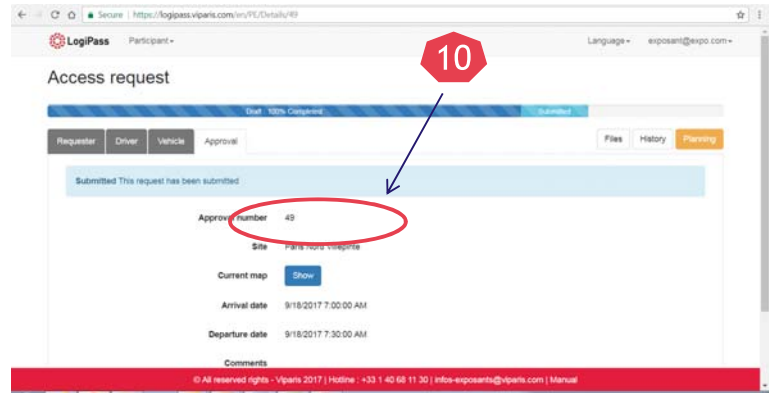 Secure | https://logipass.viparis.com/en/PE/Details/49
LogiPass Participant Language exposant@expo.com
10
Access request
Draft : 100% Completed Submitted
Requester Driver Vehicle Approval Files History Planning
Submitted This request has been submitted
Approval number 49
Site Paris Nord Villepinte
Current map Show
Arrival date 9/18/2017 7:00:00 AM
Departure date 9/18/2017 7:30:00 AM
Comments
© All reserved rights - Viparis 2017 | Hotline : +33 1 40 68 11 30 | infos-exposants@viparis.com | Manual